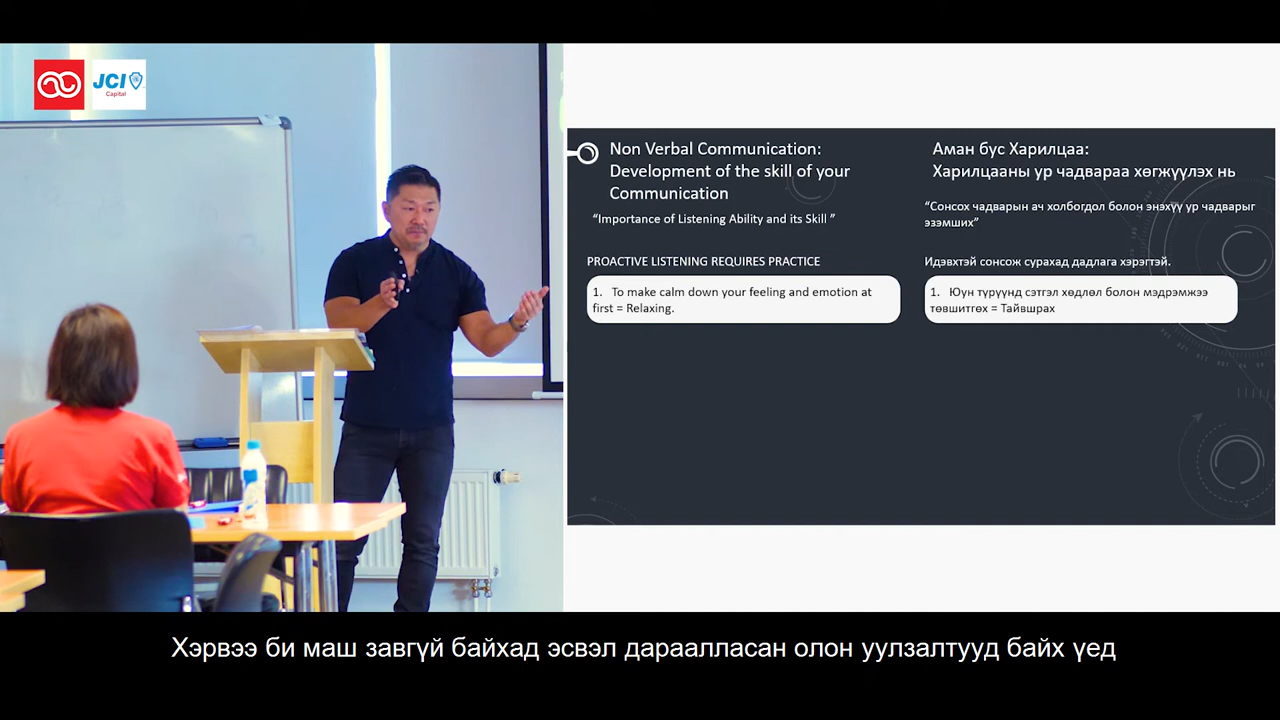 JCI
Capital
Non Verbal Communication:
Development of the skill of your
Communication
“Importance of Listening Ability and its Skill ”
PROACTIVE LISTENING REQUIRES PRACTICE
1. To make calm down your feeling and emotion at
first = Relaxing.
Аман бус Харилцаа:
Харилцааны ур чадвараа хөгжүүлэх нь
“Сонсох чадварын ач холбогдол болон энэхүү ур чадварыг
эзэмших”
Идэвхтэй сонсож сурахад дадлага хэрэгтэй.
1. Юун түрүүнд сэтгэл хөдлөл болон мэдрэмжээ
төвшитгөх = Тайвшрах
Хэрвээ би маш завгүй байхад эсвэл дараалласан олон уулзалтууд байх үед